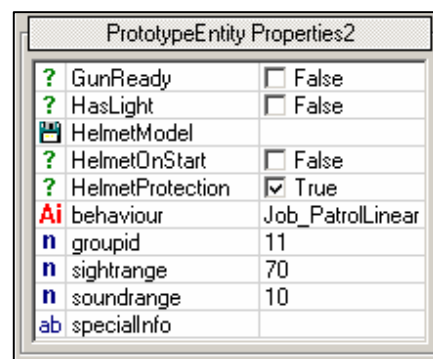 PrototypeEntity Properties2
? GunReady False
? HasLight False
HelmetModel
? HelmetOnStart False
? HelmetProtection True
Ai behaviour Job_PatrolLinear
n groupid 11
n sightrange 70
n soundrange 10
ab specialInfo